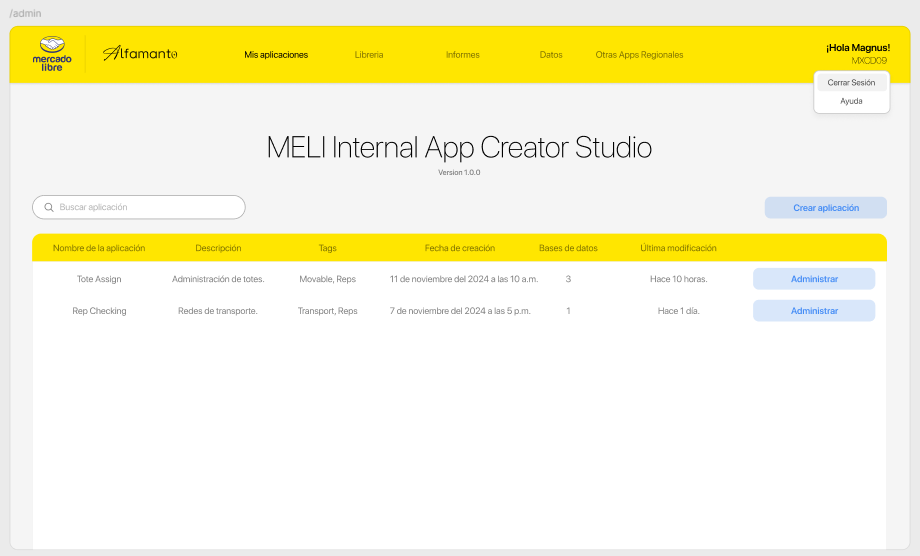 /admin
mercado
libre
Alfamanto
Mis aplicaciones
Libreria
Informes
Datos
Otras Apps Regionales
¡Hola Magnus!
MXCD09
Cerrar Sesión
Ayuda
MELI Internal App Creator Studio
Version 1.0.0
Buscar aplicación
Crear aplicación
Nombre de la aplicación Descripción Tags Fecha de creación Bases de datos Última modificación
Tote Assign Administración de totes. Movable, Reps 11 de noviembre del 2024 a las 10 a.m. 3 Hace 10 horas. Administrar
Rep Checking Redes de transporte. Transport, Reps 7 de noviembre del 2024 a las 5 p.m. 1 Hace 1 día. Administrar